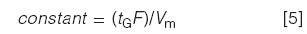 constant = (tGF)/Vm [5]